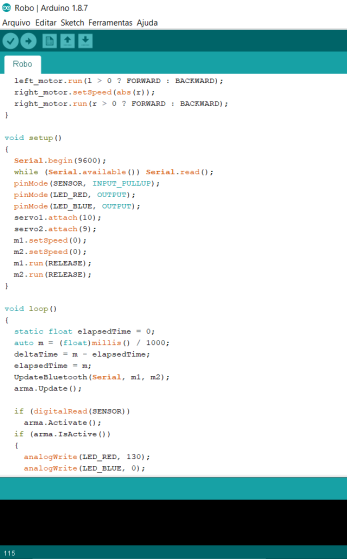 Robo | Arduino 1.8.7
Arquivo Editar Sketch Ferramentas Ajuda
Robo
left_motor.run(l > 0 ? FORWARD : BACKWARD);
right_motor.setSpeed(abs(r));
right_motor.run(r > 0 ? FORWARD : BACKWARD);
}
void setup()
{
Serial.begin(9600);
while (Serial.available()) Serial.read();
pinMode(SENSOR, INPUT_PULLUP);
pinMode(LED_RED, OUTPUT);
pinMode(LED_BLUE, OUTPUT);
servo1.attach(10);
servo2.attach(9);
m1.setSpeed(0);
m2.setSpeed(0);
m1.run(RELEASE);
m2.run(RELEASE);
}
void loop()
{
static float elapsedTime = 0;
auto m = (float)millis() / 1000;
deltaTime = m - elapsedTime;
elapsedTime = m;
UpdateBluetooth(Serial, m1, m2);
arma.Update();
if (digitalRead(SENSOR))
arma.Activate();
if (arma.IsActive())
{
analogWrite(LED_RED, 130);
analogWrite(LED_BLUE, 0);
115